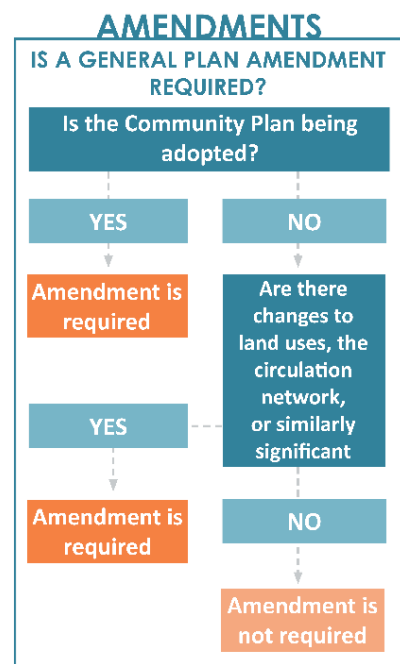 AMENDMENTS
IS A GENERAL PLAN AMENDMENT
REQUIRED?
Is the Community Plan being
adopted?
YES
NO
Amendment is
required
Are there
changes to
land uses, the
circulation
network,
or similarly
significant
YES
Amendment is
required
NO
Amendment is
not required